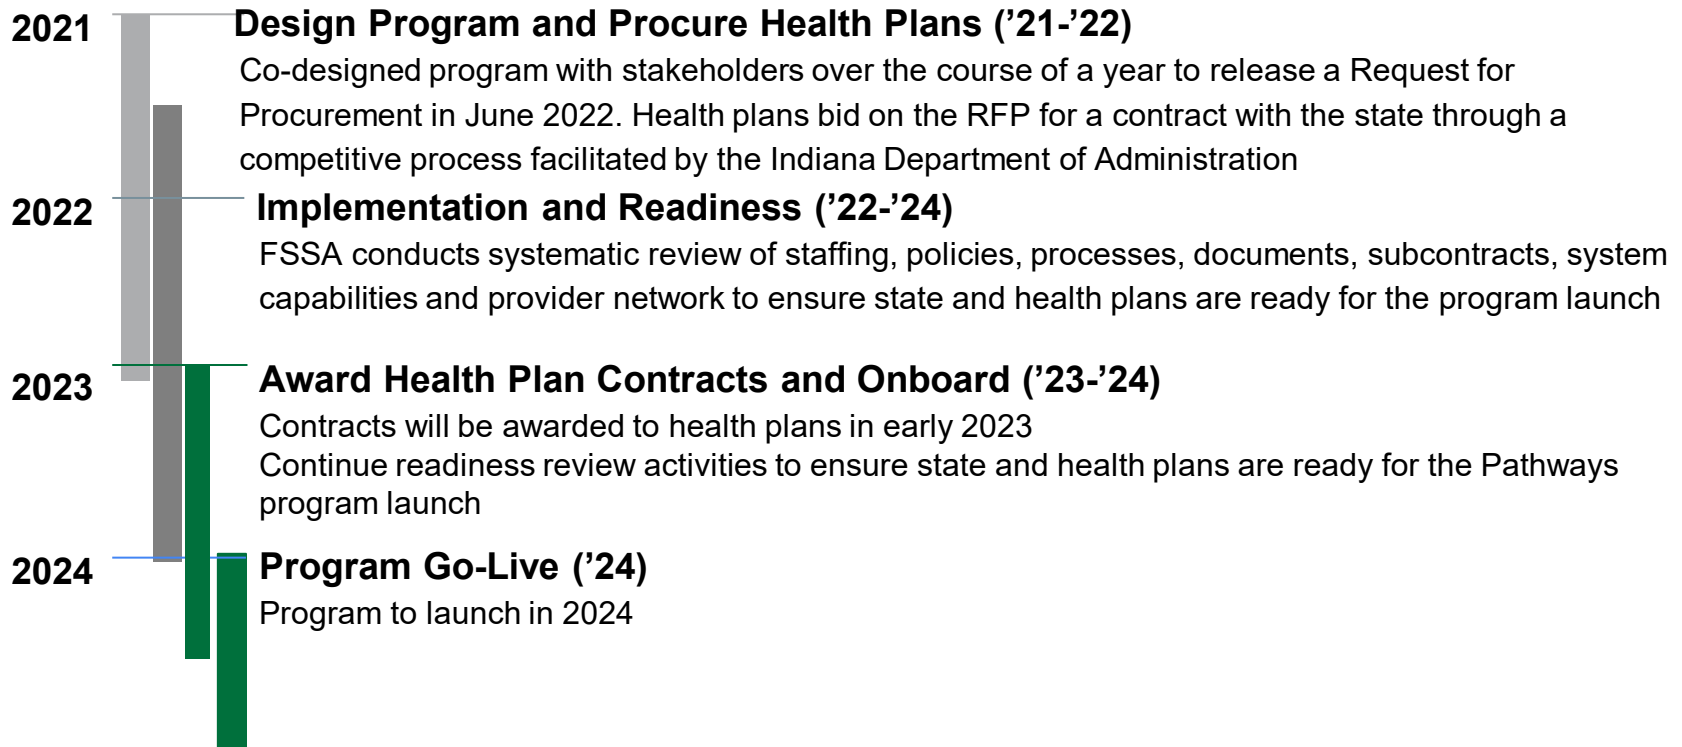 2021
Design Program and Procure Health Plans (’21-’22)
Co-designed program with stakeholders over the course of a year to release a Request for
Procurement in June 2022. Health plans bid on the RFP for a contract with the state through a
competitive process facilitated by the Indiana Department of Administration
2022
Implementation and Readiness (’22-’24)
FSSA conducts systematic review of staffing, policies, processes, documents, subcontracts, system
capabilities and provider network to ensure state and health plans are ready for the program launch
2023
Award Health Plan Contracts and Onboard (’23-’24)
Contracts will be awarded to health plans in early 2023
Continue readiness review activities to ensure state and health plans are ready for the Pathways
program launch
2024
Program Go-Live (’24)
Program to launch in 2024